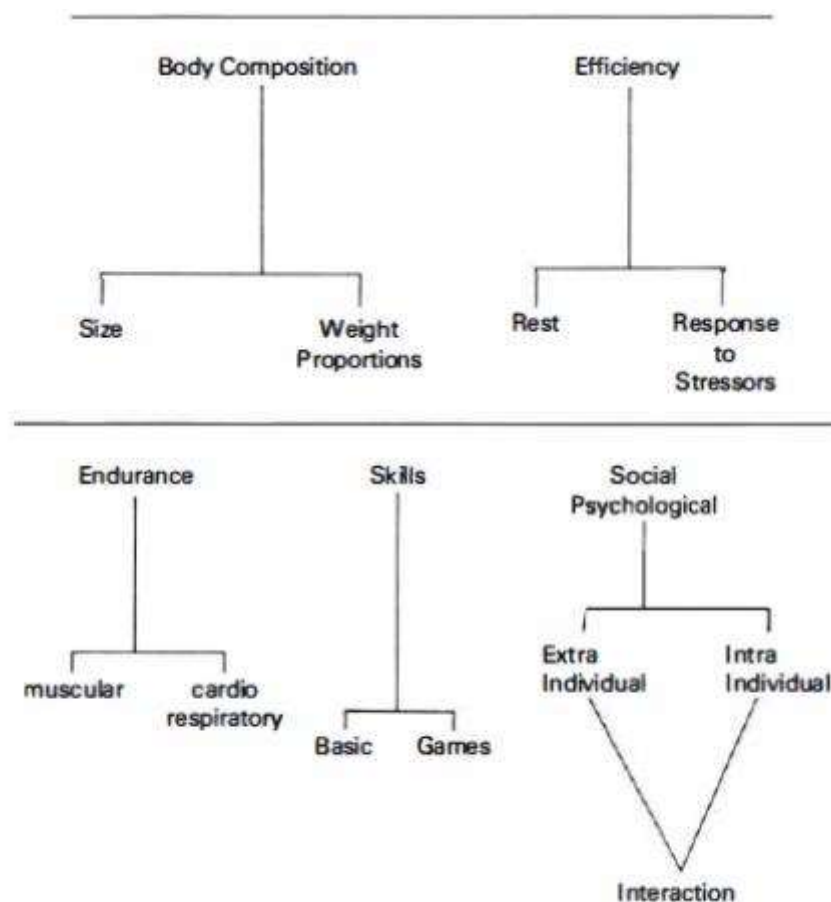 Body Composition
Efficiency
Size
Weight
Proportions
Rest
Response
to
Stressors
Endurance
Skills
Social
Psychological
muscular
cardio
respiratory
Basic
Games
Extra
Individual
Intra
Individual
Interaction